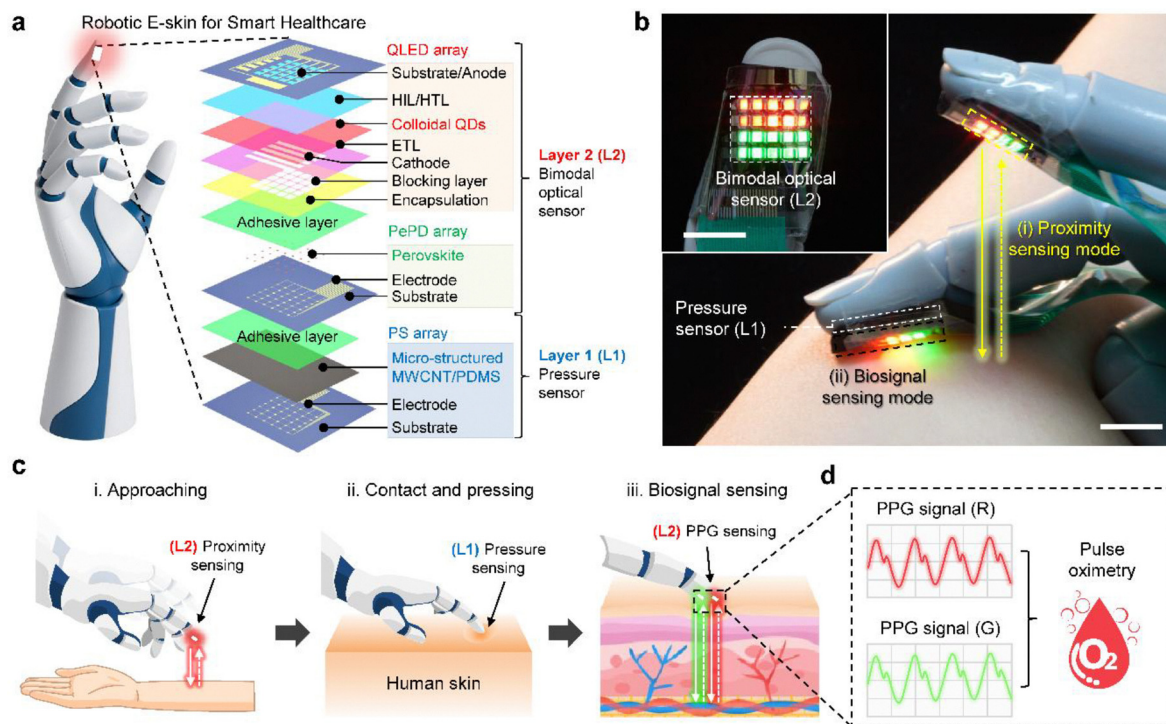 a
Robotic E-skin for Smart Healthcare
QLED array
Substrate/Anode
HIL/HTL
Colloidal QDs
ETL
Cathode
Blocking layer
Encapsulation
Adhesive layer
PePD array
Perovskite
Electrode
Substrate
Adhesive layer
PS array
Micro-structured
MWCNT/PDMS
Electrode
Substrate
Layer 2 (L2)
Bimodal
optical
sensor
Layer 1 (L1)
Pressure
sensor
b
Bimodal optical
sensor (L2)
(i) Proximity
sensing mode
Pressure
sensor (L1)
(ii) Biosignal
sensing mode
c
i. Approaching
(L2) Proximity
sensing
ii. Contact and pressing
(L1) Pressure
sensing
Human skin
iii. Biosignal sensing
(L2) PPG sensing
d
PPG signal (R)
PPG signal (G)
Pulse
oximetry
O2